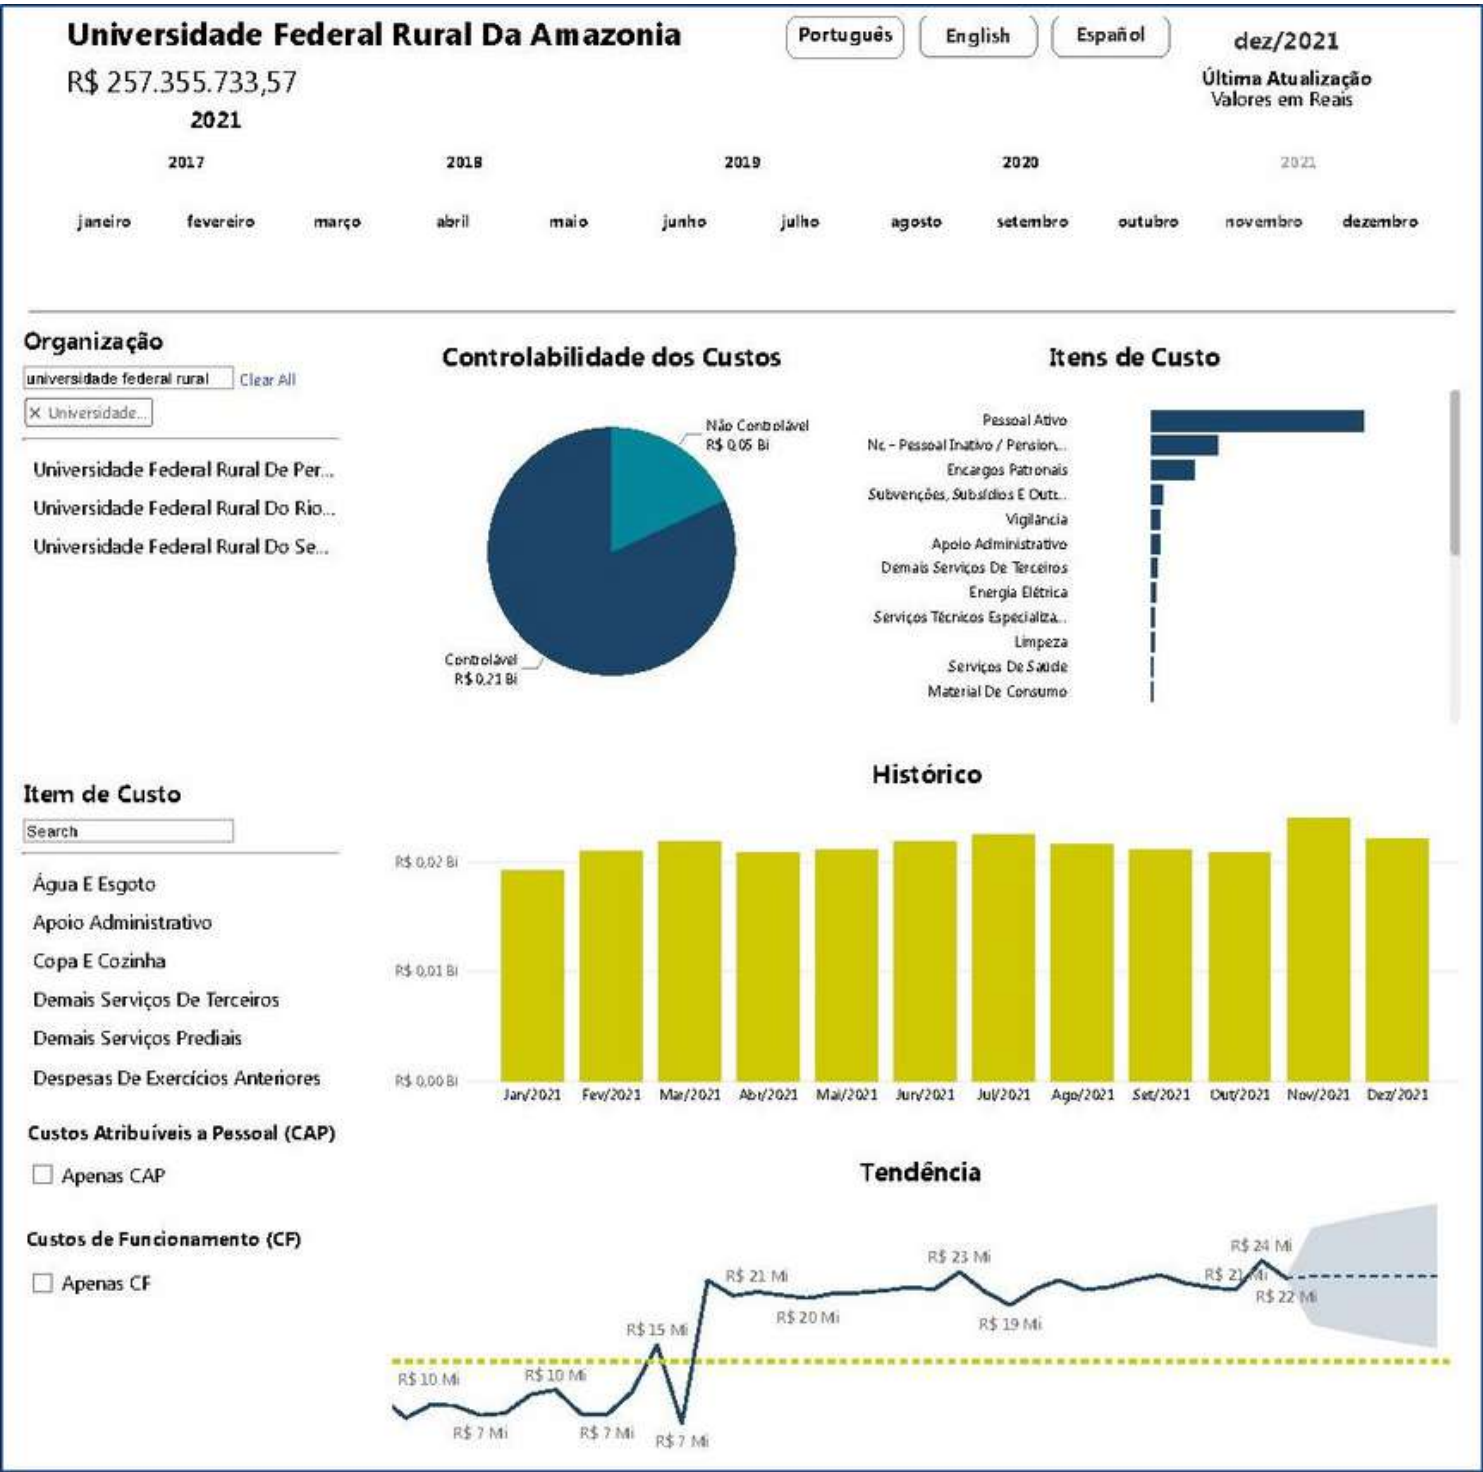 Universidade Federal Rural Da Amazonia
Português
English
Español
dez/2021
R$ 257.355.733,57
Última Atualização
Valores em Reais
2021
2017
2018
2019
2020
2021
janeiro
fevereiro
março
abril
maio
junho
julho
agosto
setembro
outubro
novembro
dezembro
Organização
universidade federal rural
Clear All
× Universidade...
Universidade Federal Rural De Per...
Universidade Federal Rural Do Rio...
Universidade Federal Rural Do Se...
Controlabilidade dos Custos
Não Controlável
R$ 0,05 Bi
Controlável
R$ 0,21 Bi
Itens de Custo
Pessoal Ativo
Nc - Pessoal Inativo / Pension...
Encargos Patronais
Subvenções, Subsídios E Outr...
Vigilância
Apoio Administrativo
Demais Serviços De Terceiros
Energia Elétrica
Serviços Técnicos Especializa...
Limpeza
Serviços De Saúde
Material De Consumo
Item de Custo
Search
Água E Esgoto
Apoio Administrativo
Copa E Cozinha
Demais Serviços De Terceiros
Demais Serviços Prediais
Despesas De Exercícios Anteriores
Custos Atribuíveis a Pessoal (CAP)
Apenas CAP
Custos de Funcionamento (CF)
Apenas CF
Histórico
R$ 0,02 Bi
R$ 0,01 Bi
R$ 0,00 Bi
Jan/2021
Fev/2021
Mar/2021
Abr/2021
Mai/2021
Jun/2021
Jul/2021
Ago/2021
Set/2021
Out/2021
Nov/2021
Dez/2021
Tendência
R$ 10 Mi
R$ 7 Mi
R$ 10 Mi
R$ 7 Mi
R$ 15 Mi
R$ 7 Mi
R$ 21 Mi
R$ 20 Mi
R$ 23 Mi
R$ 19 Mi
R$ 21 Mi
R$ 24 Mi
R$ 22 Mi